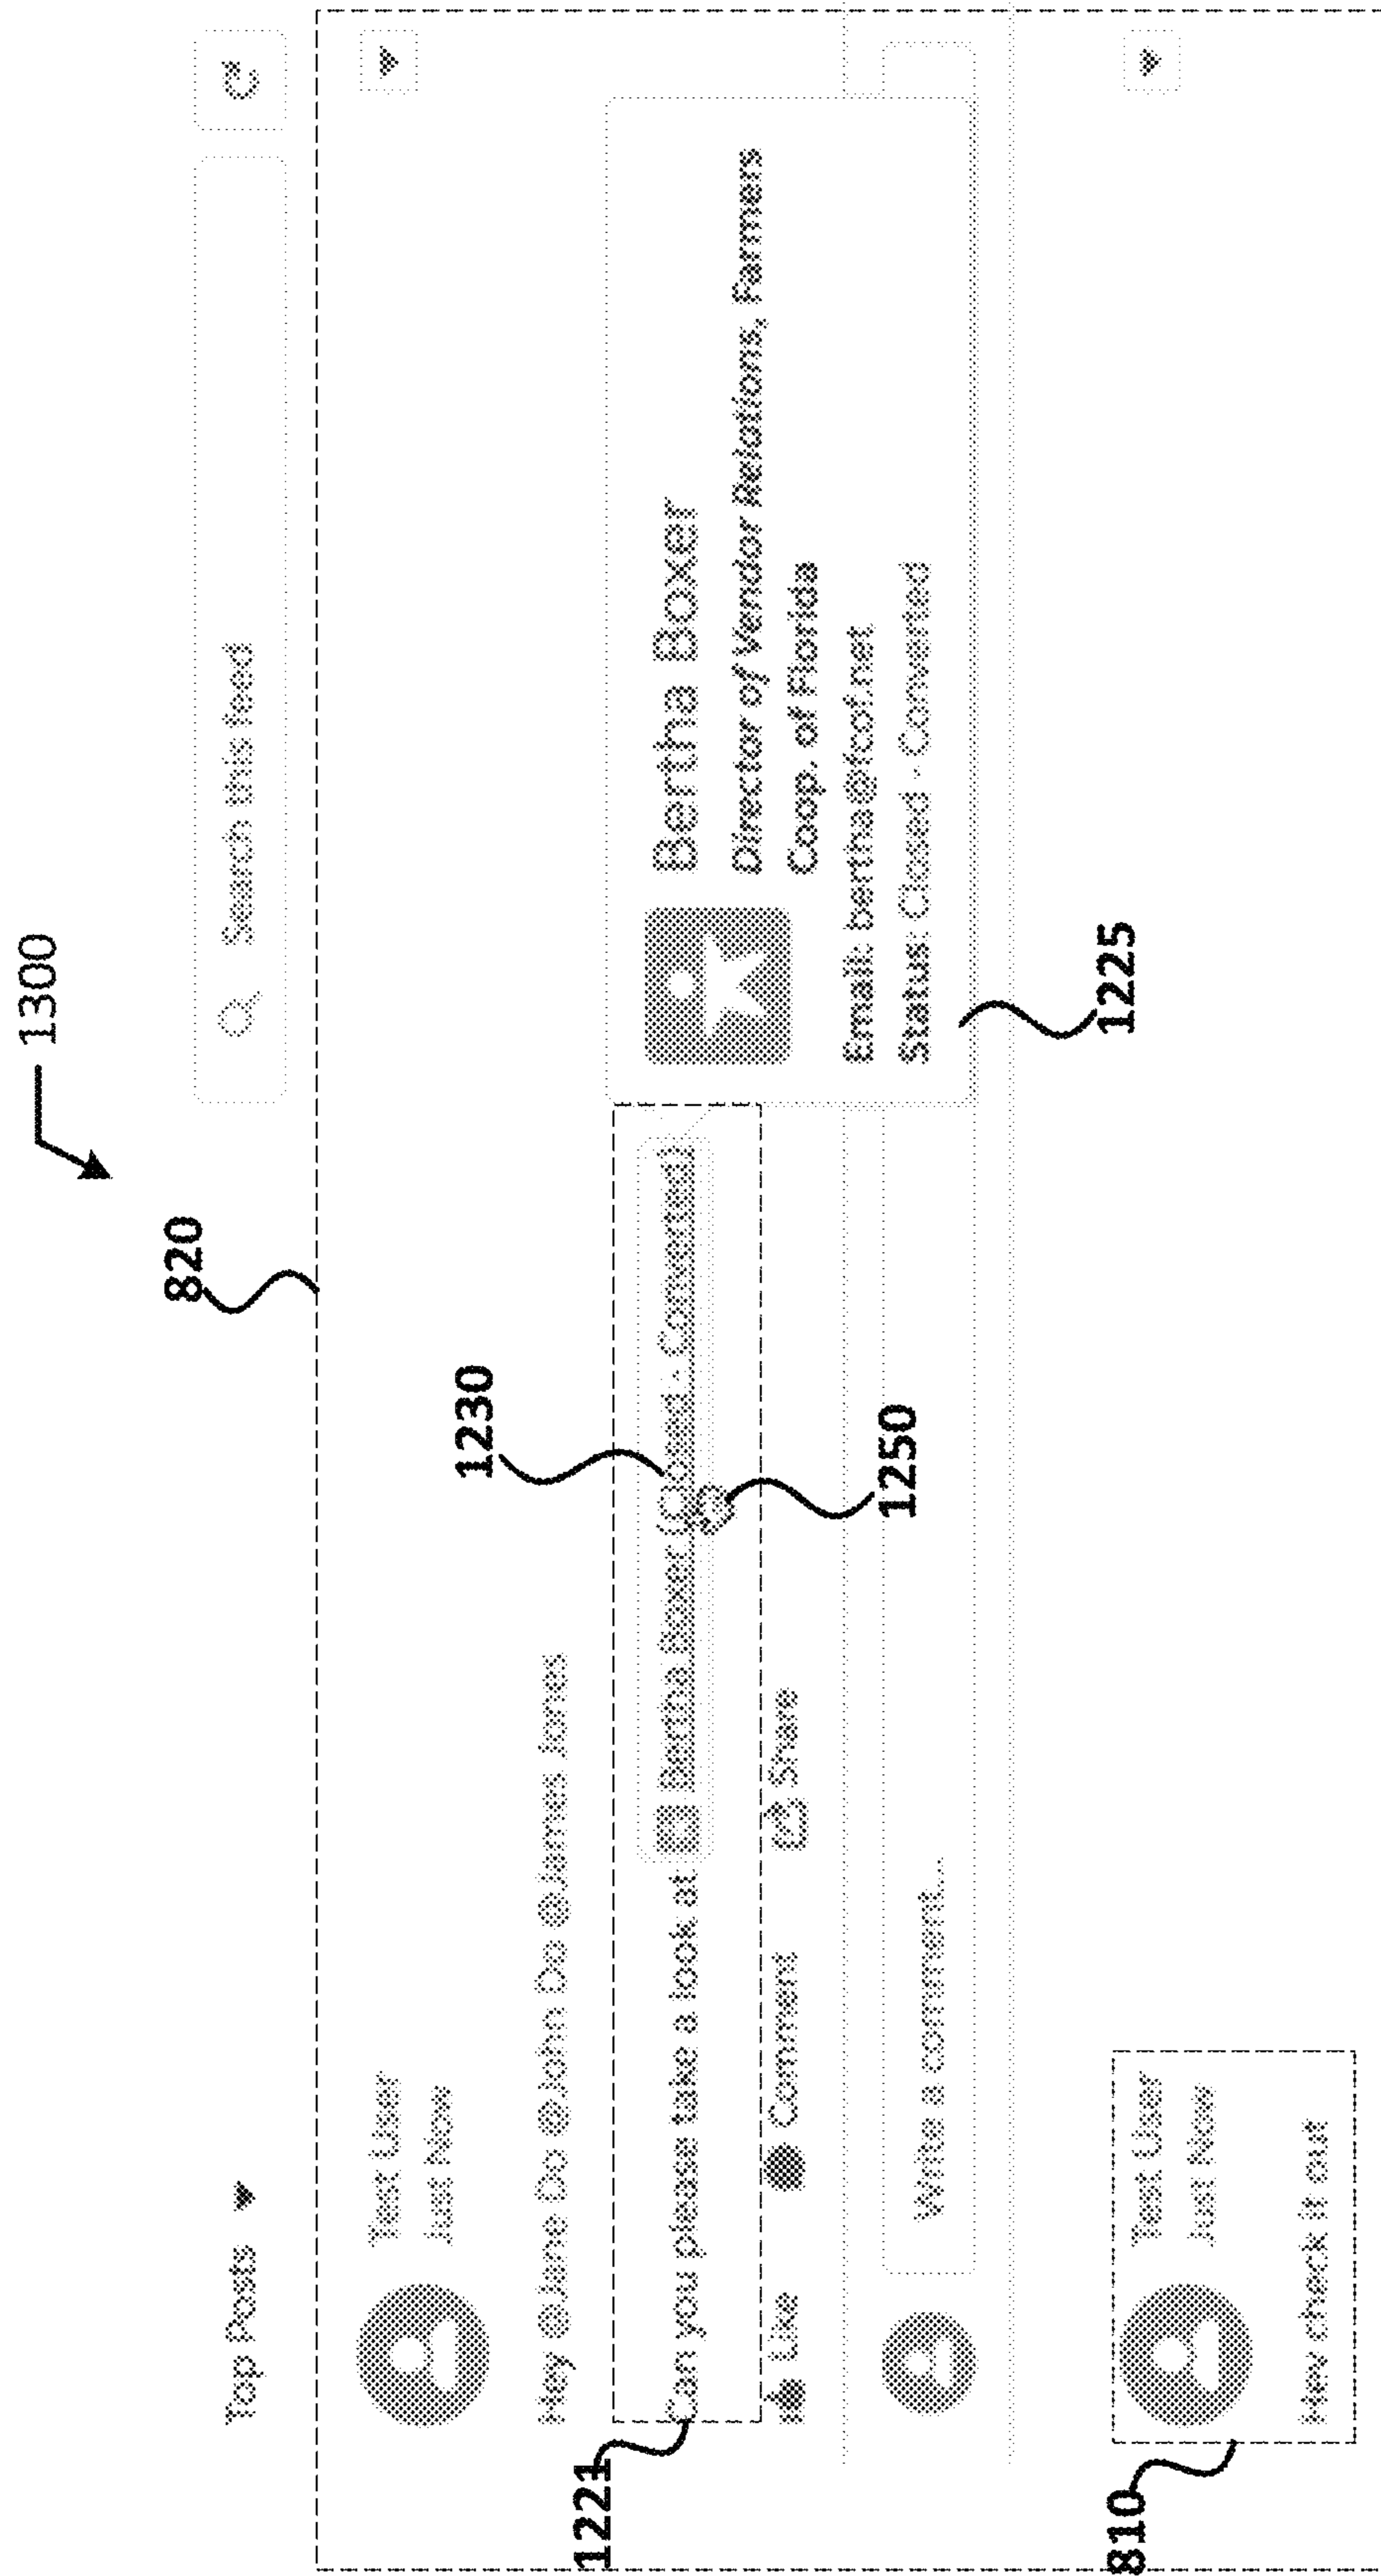 1300
820
Top Posts
Search this feed
Test User
Just Now
Hey @Jane Do @John Do @James Jones
1230
1221
Can you please take a look at Bertha Boxer (Closed - Converted)
1250
Bertha Boxer
Director of Vendor Relations, Farmers
Coop. of Florida
Email: bertha@fcof.net
Status: Closed - Converted
1225
Like Comment Share
Write a comment...
810
Test User
Just Now
Hey check it out